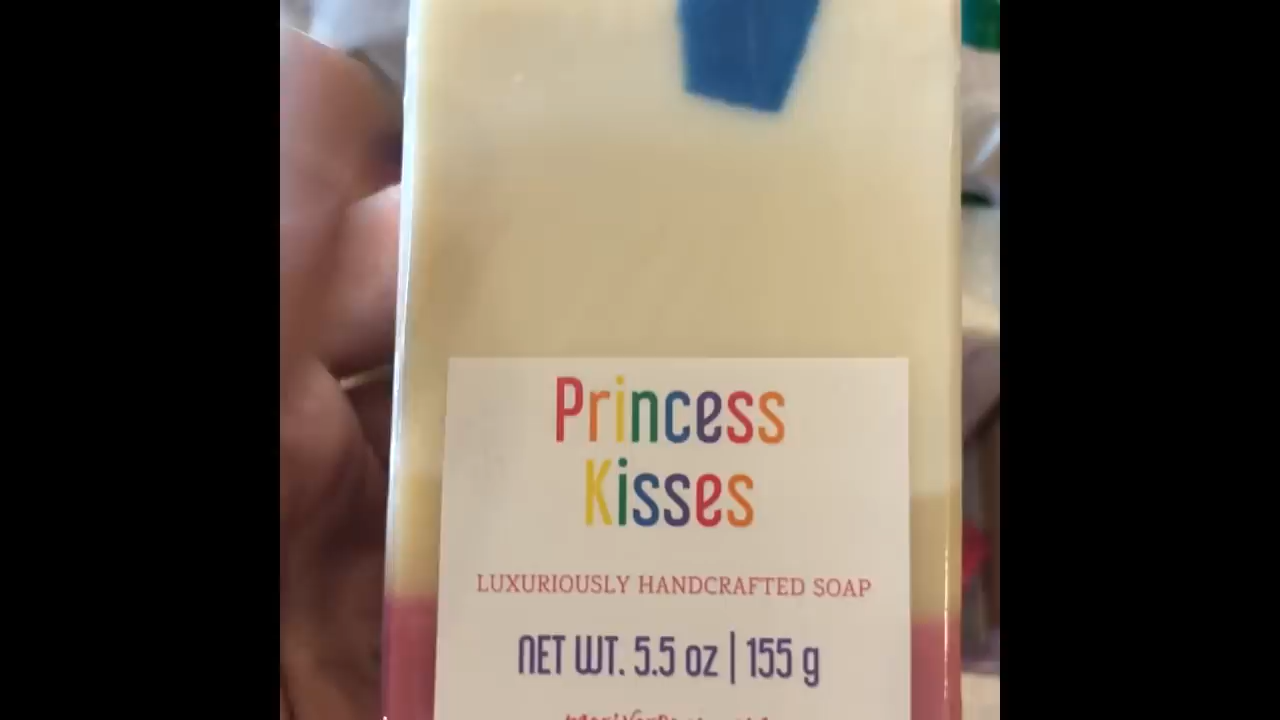 Princess
Kisses
LUXURIOUSLY HANDCRAFTED SOAP
NET WT. 5.5 oz | 155 g